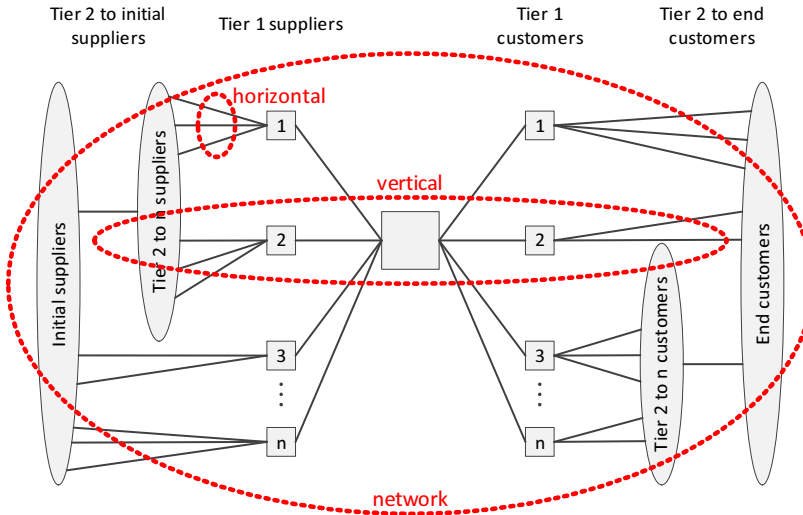 Tier 2 to initial
suppliers
Tier 1 suppliers
Tier 1
customers
Tier 2 to end
customers
horizontal
1
1
vertical
2
2
Initial suppliers
Tier 2 to n suppliers
Tier 2 to n customers
End customers
3
3
n
n
network